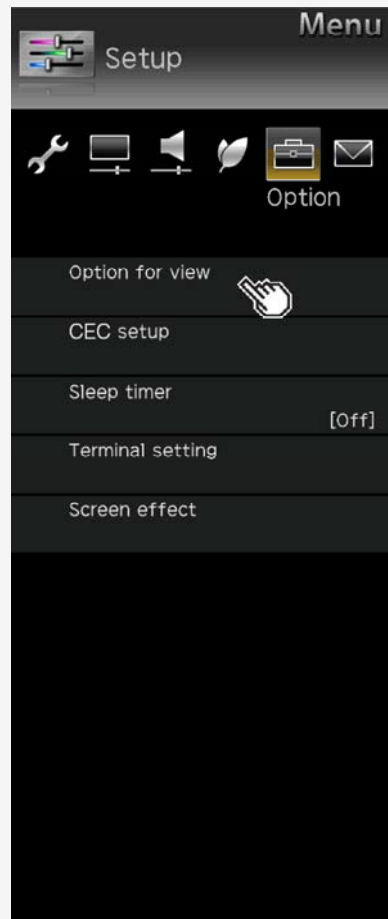 Menu
Setup
Option
Option for view
CEC setup
Sleep timer
[Off]
Terminal setting
Screen effect